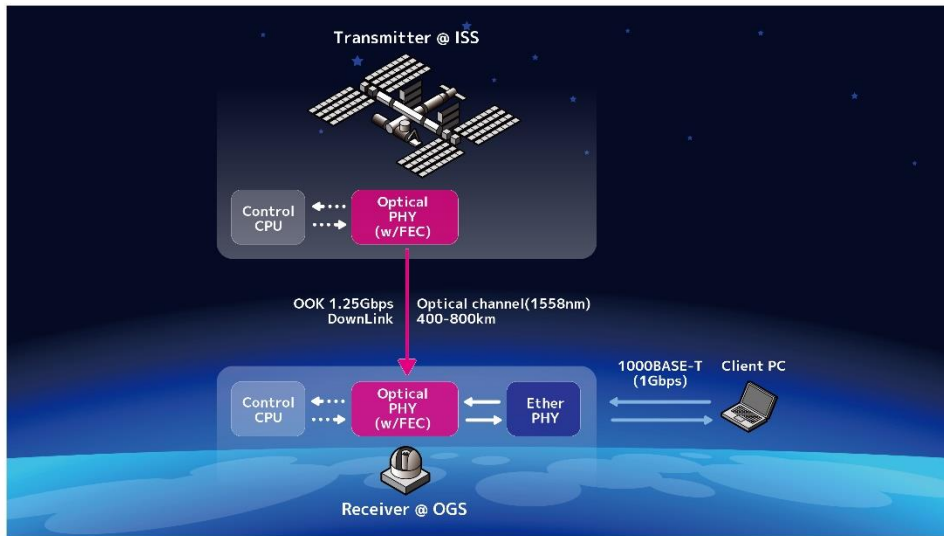 Transmitter @ ISS
Control
CPU
Optical
PHY
(w/FEC)
OOK 1.25Gbps
DownLink
Optical channel(1558nm)
400-800km
Control
CPU
Optical
PHY
(w/FEC)
Ether
PHY
1000BASE-T
(1Gbps)
Client PC
Receiver @ OGS